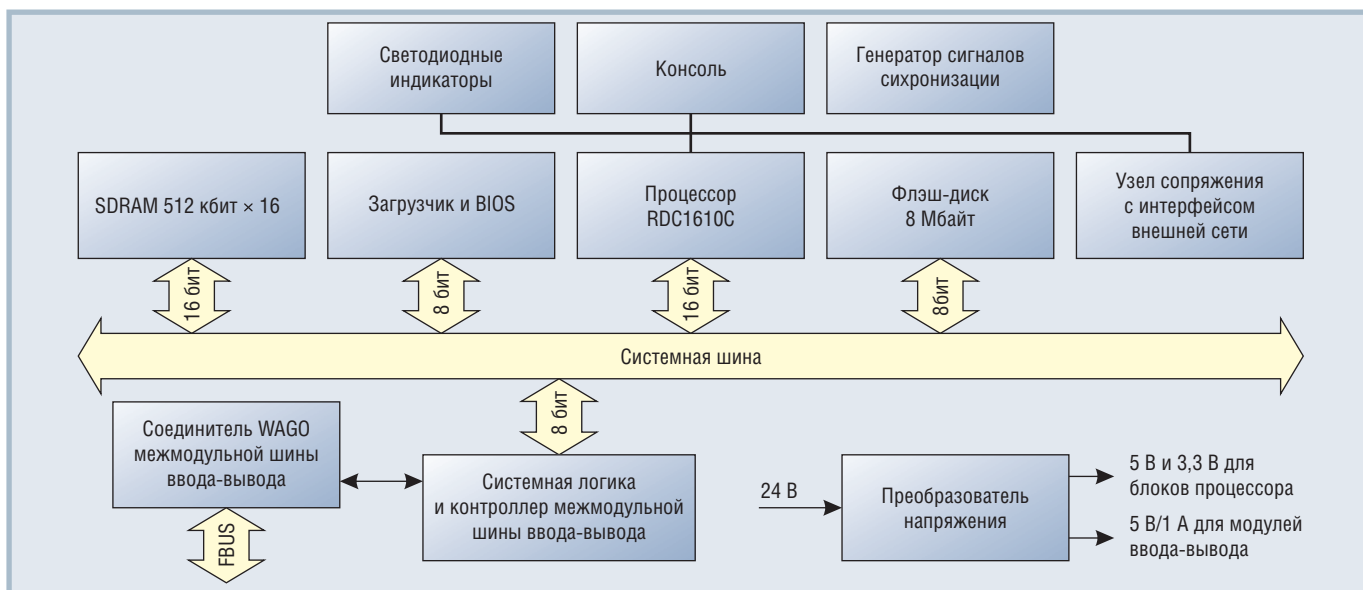 Светодиодные
индикаторы
Консоль
Генератор сигналов
сихронизации
SDRAM 512 кбит × 16
Загрузчик и BIOS
Процессор
RDC1610C
Флэш-диск
8 Мбайт
Узел сопряжения
с интерфейсом
внешней сети
16 бит
8 бит
16 бит
8бит
Системная шина
8 бит
Соединитель WAGO
межмодульной шины
ввода-вывода
Системная логика
и контроллер межмодульной
шины ввода-вывода
24 В
Преобразователь
напряжения
5 В и 3,3 В для
блоков процессора
5 В/1 А для модулей
ввода-вывода
FBUS